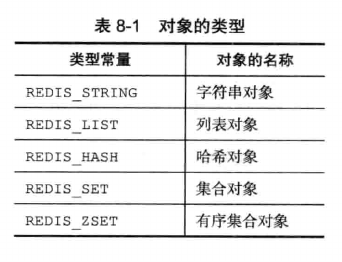 表 8-1 对象的类型
类型常量 对象的名称
REDIS_STRING 字符串对象
REDIS_LIST 列表对象
REDIS_HASH 哈希对象
REDIS_SET 集合对象
REDIS_ZSET 有序集合对象